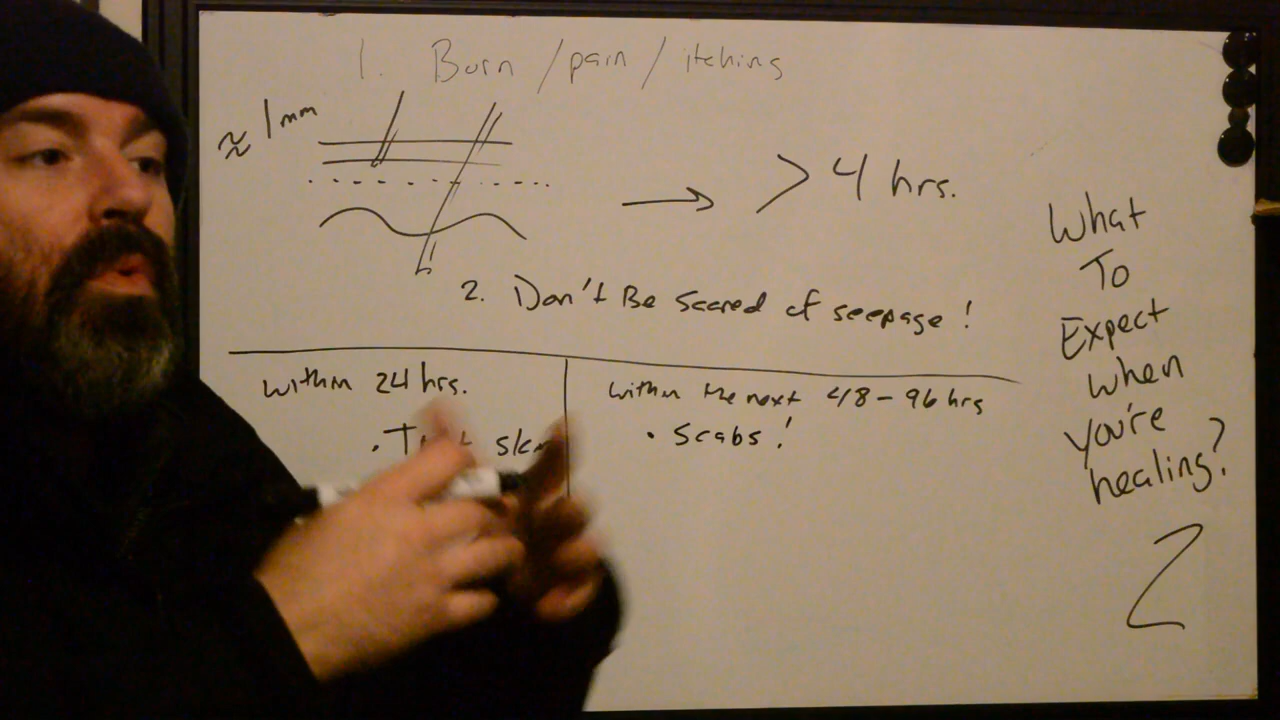 1. Burn / pain / itching
≈ 1mm
→ > 4 hrs.
2. Don't Be Scared of seepage!
within 24 hrs.
within the next 48 - 96 hrs
• Scabs!
What
To
Expect
when
you're
healing?
2